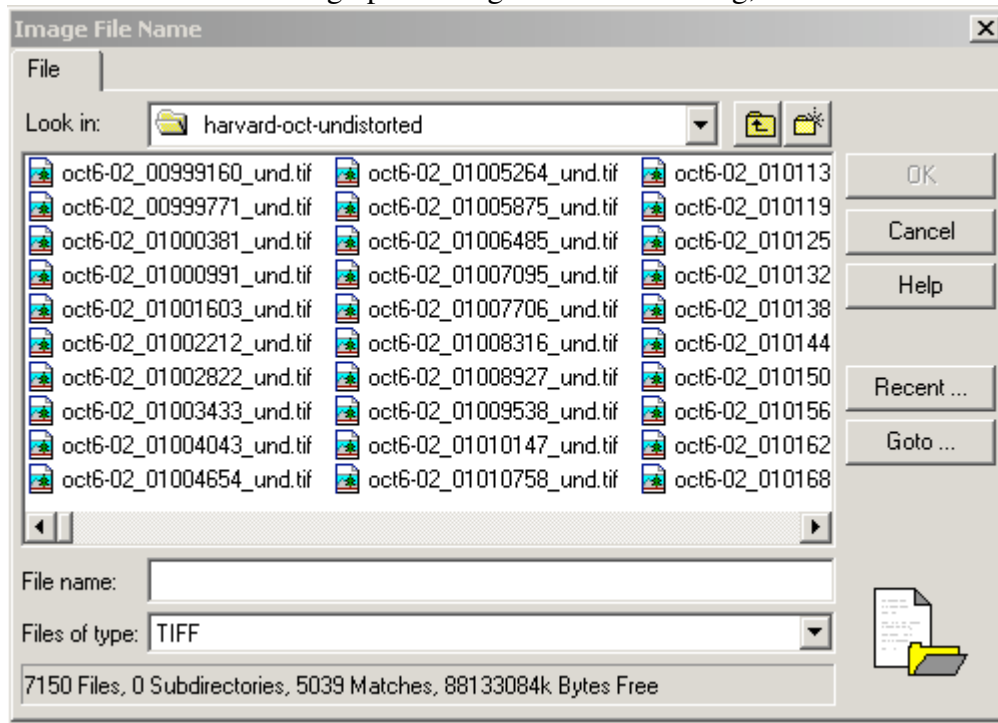 Image File Name
File
Look in: harvard-oct-undistorted
oct6-02_00999160_und.tif oct6-02_01005264_und.tif oct6-02_010113 OK
oct6-02_00999771_und.tif oct6-02_01005875_und.tif oct6-02_010119
oct6-02_01000381_und.tif oct6-02_01006485_und.tif oct6-02_010125 Cancel
oct6-02_01000991_und.tif oct6-02_01007095_und.tif oct6-02_010132 Help
oct6-02_01001603_und.tif oct6-02_01007706_und.tif oct6-02_010138
oct6-02_01002212_und.tif oct6-02_01008316_und.tif oct6-02_010144
oct6-02_01002822_und.tif oct6-02_01008927_und.tif oct6-02_010150 Recent ...
oct6-02_01003433_und.tif oct6-02_01009538_und.tif oct6-02_010156
oct6-02_01004043_und.tif oct6-02_01010147_und.tif oct6-02_010162 Goto ...
oct6-02_01004654_und.tif oct6-02_01010758_und.tif oct6-02_010168
File name:
Files of type: TIFF
7150 Files, 0 Subdirectories, 5039 Matches, 88133084k Bytes Free